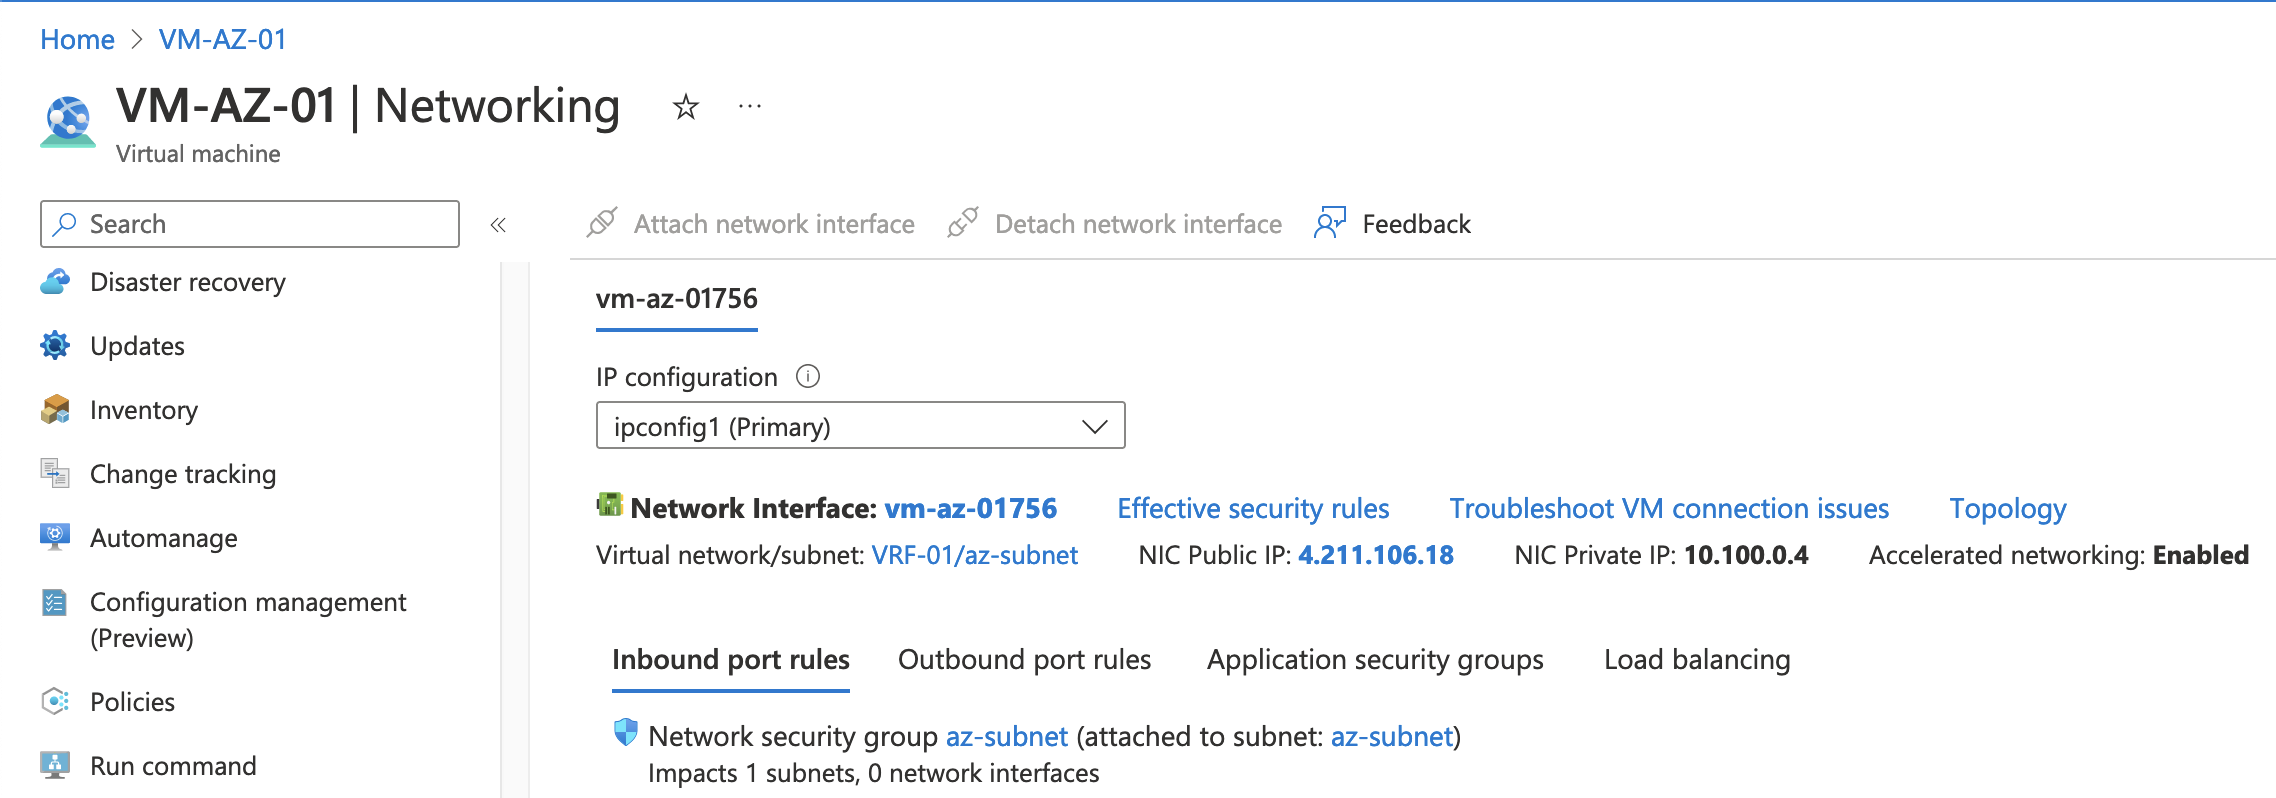 Home > VM-AZ-01
VM-AZ-01 | Networking
Virtual machine
Search
Attach network interface Detach network interface Feedback
Disaster recovery
Updates
Inventory
Change tracking
Automanage
Configuration management
(Preview)
Policies
Run command
vm-az-01756
IP configuration
ipconfig1 (Primary)
Network Interface: vm-az-01756 Effective security rules Troubleshoot VM connection issues Topology
Virtual network/subnet: VRF-01/az-subnet NIC Public IP: 4.211.106.18 NIC Private IP: 10.100.0.4 Accelerated networking: Enabled
Inbound port rules Outbound port rules Application security groups Load balancing
Network security group az-subnet (attached to subnet: az-subnet)
Impacts 1 subnets, 0 network interfaces